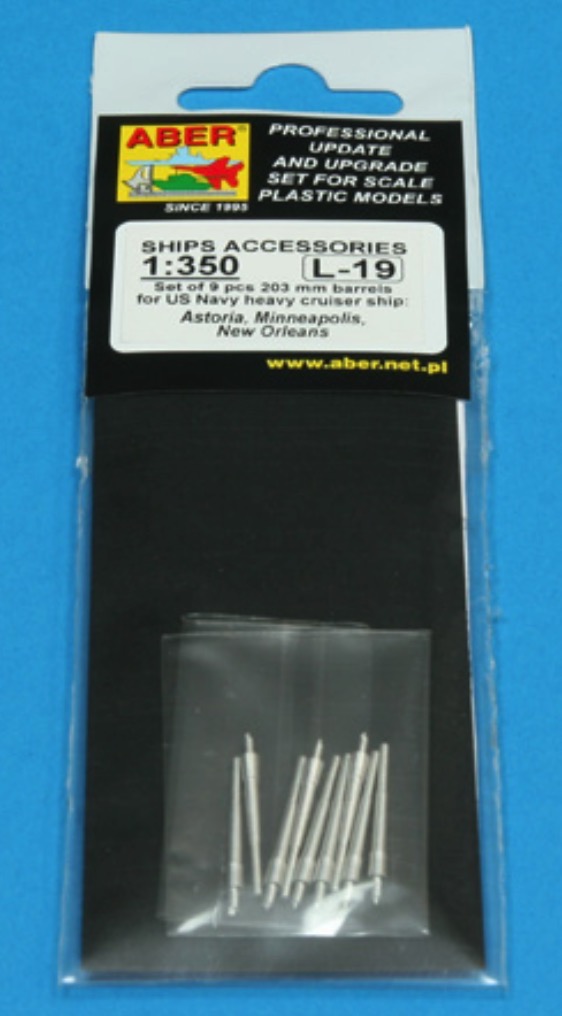 ABER®
SINCE 1995
PROFESSIONAL
UPDATE
AND UPGRADE
SET FOR SCALE
PLASTIC MODELS
SHIPS ACCESSORIES
1:350 L-19
Set of 9 pcs 203 mm barrels
for US Navy heavy cruiser ship:
Astoria, Minneapolis,
New Orleans
www.aber.net.pl